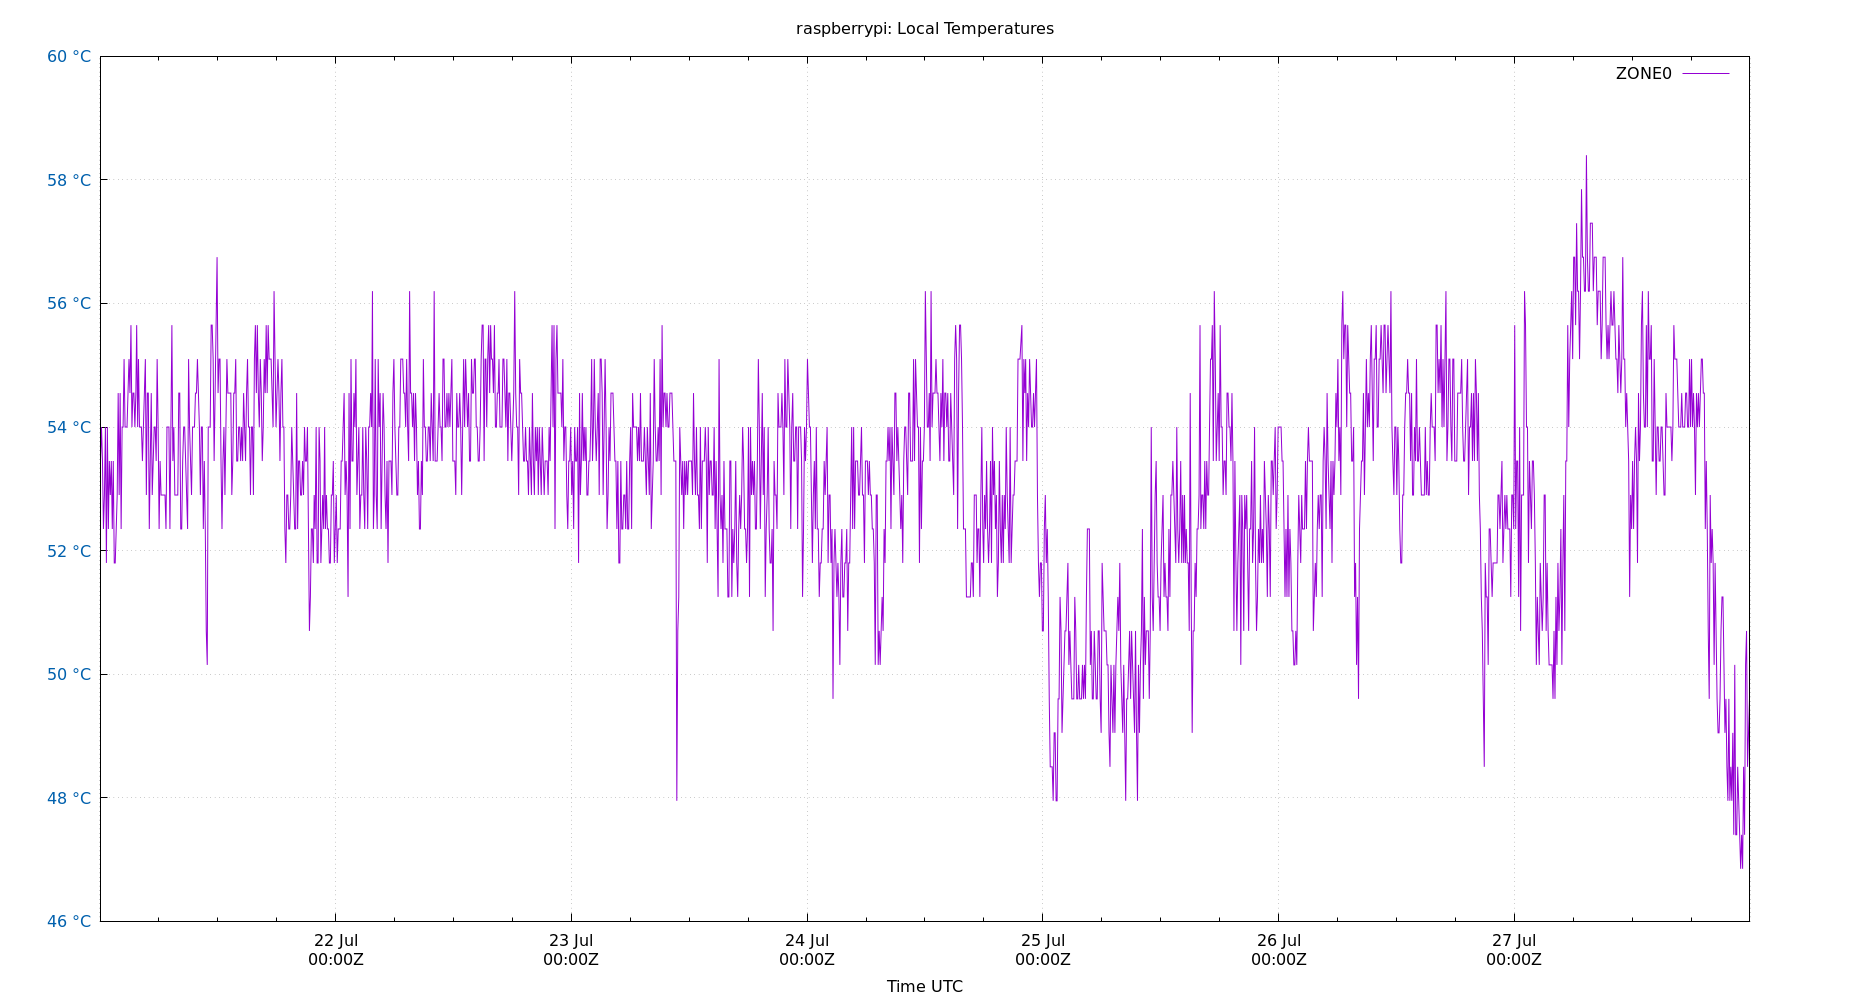 raspberrypi: Local Temperatures
60 °C
ZONE0
58 °C
56 °C
54 °C
52 °C
50 °C
48 °C
46 °C
22 Jul
00:00Z
23 Jul
00:00Z
24 Jul
00:00Z
25 Jul
00:00Z
26 Jul
00:00Z
27 Jul
00:00Z
Time UTC